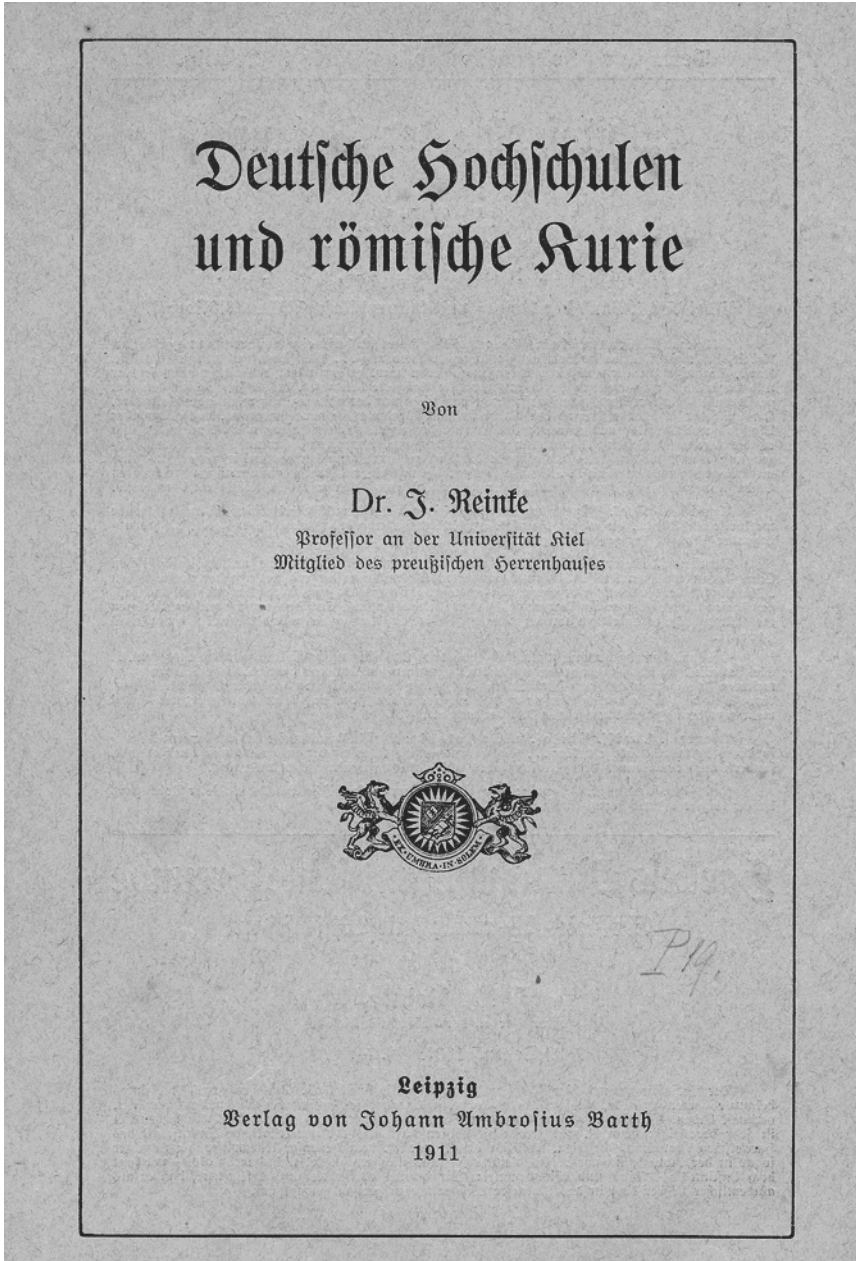 Deutsche Hochschulen
und römische Kurie
Von
Dr. J. Reinke
Professor an der Universität Kiel
Mitglied des preußischen Herrenhauses
EX·UMBRA·IN·SOLEM
P 19.
Leipzig
Verlag von Johann Ambrosius Barth
1911